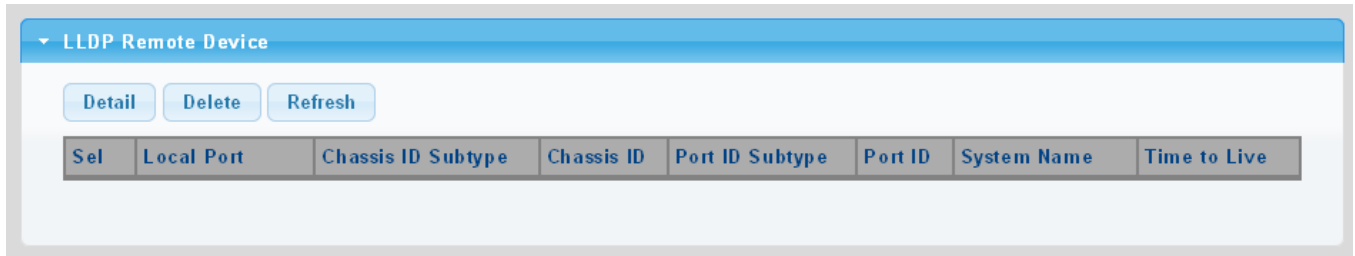 LLDP Remote Device
Detail Delete Refresh
Sel Local Port Chassis ID Subtype Chassis ID Port ID Subtype Port ID System Name Time to Live